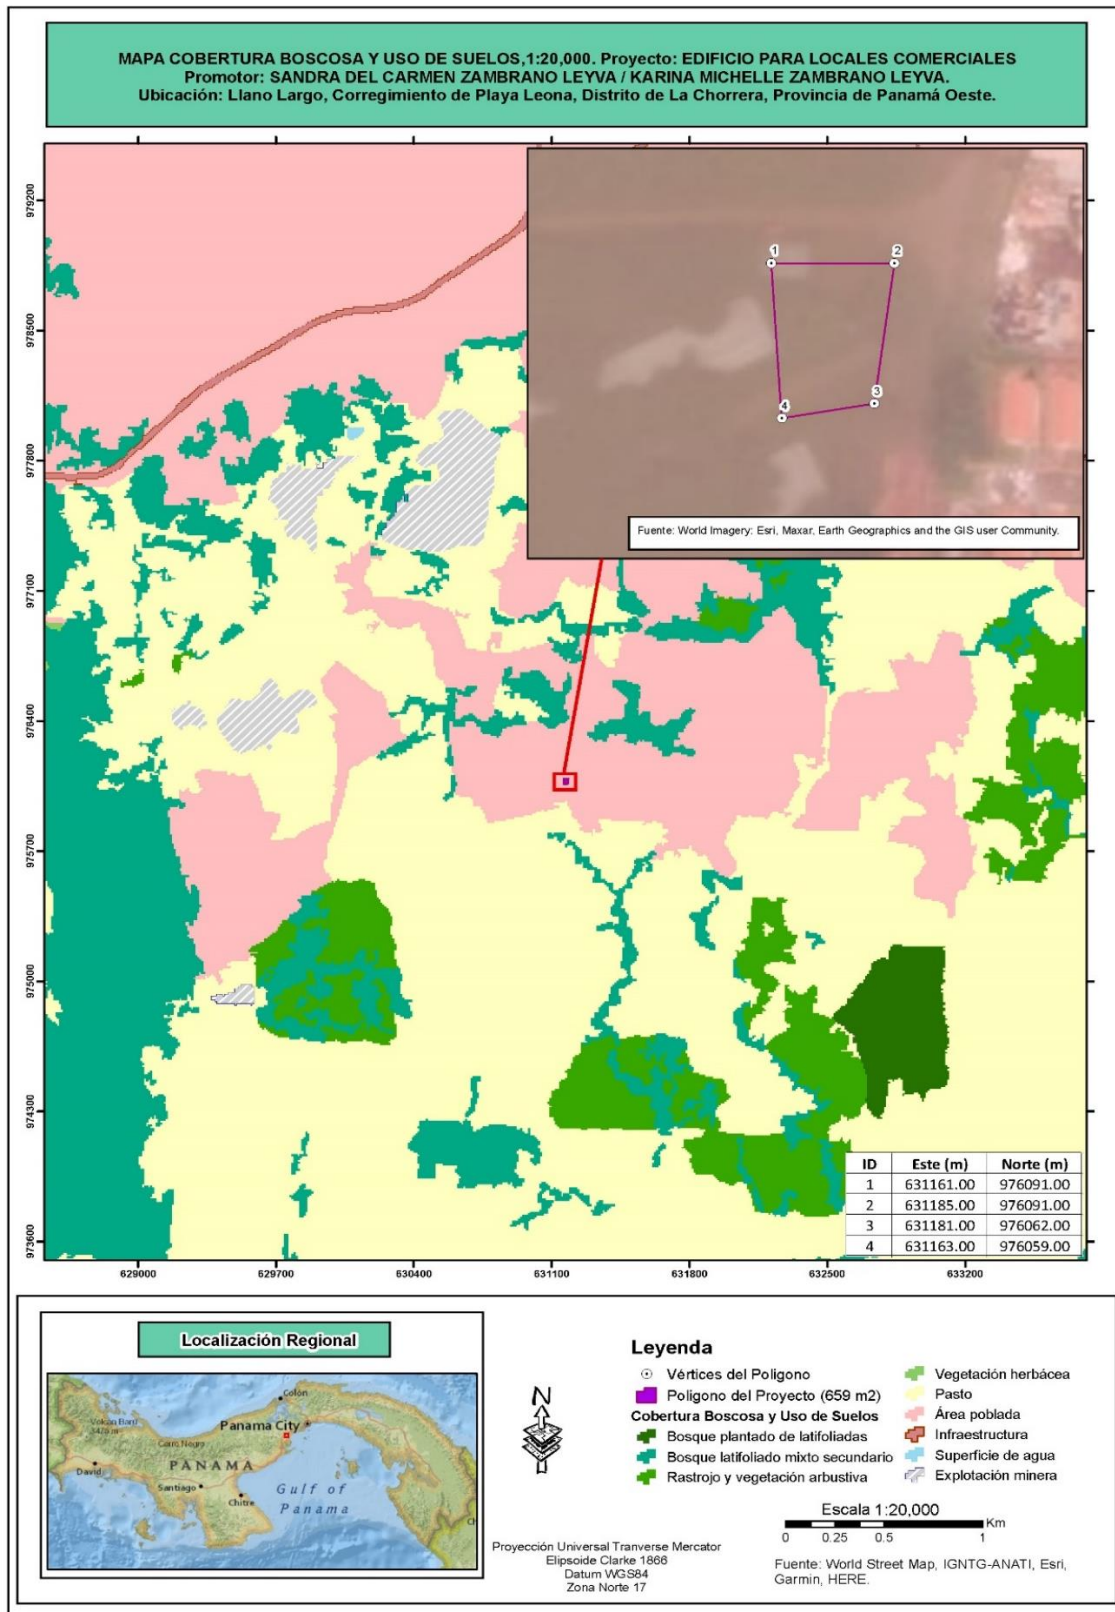 MAPA COBERTURA BOSCOSA Y USO DE SUELOS,1:20,000. Proyecto: EDIFICIO PARA LOCALES COMERCIALES
Promotor: SANDRA DEL CARMEN ZAMBRANO LEYVA / KARINA MICHELLE ZAMBRANO LEYVA.
Ubicación: Llano Largo, Corregimiento de Playa Leona, Distrito de La Chorrera, Provincia de Panamá Oeste.
979200
978500
977800
977100
976400
975700
975000
974300
973600
1
2
3
4
Fuente: World Imagery: Esri, Maxar, Earth Geographics and the GIS user Community.
ID Este (m) Norte (m)
1 631161.00 976091.00
2 631185.00 976091.00
3 631181.00 976062.00
4 631163.00 976059.00
629000 629700 630400 631100 631800 632500 633200
Localización Regional
Colón
Volcan Barú
Panama City
Cerro Negro
PANAMA
David
Santiago
Chitre
Gulf of
Panama
N
Proyección Universal Tranverse Mercator
Elipsoide Clarke 1866
Datum WGS84
Zona Norte 17
Leyenda
Vértices del Poligono
Poligono del Proyecto (659 m2)
Cobertura Boscosa y Uso de Suelos
Bosque plantado de latifoliadas
Bosque latifoliado mixto secundario
Rastrojo y vegetación arbustiva
Vegetación herbácea
Pasto
Área poblada
Infraestructura
Superficie de agua
Explotación minera
Escala 1:20,000
Km
0 0.25 0.5 1
Fuente: World Street Map, IGNTG-ANATI, Esri,
Garmin, HERE.